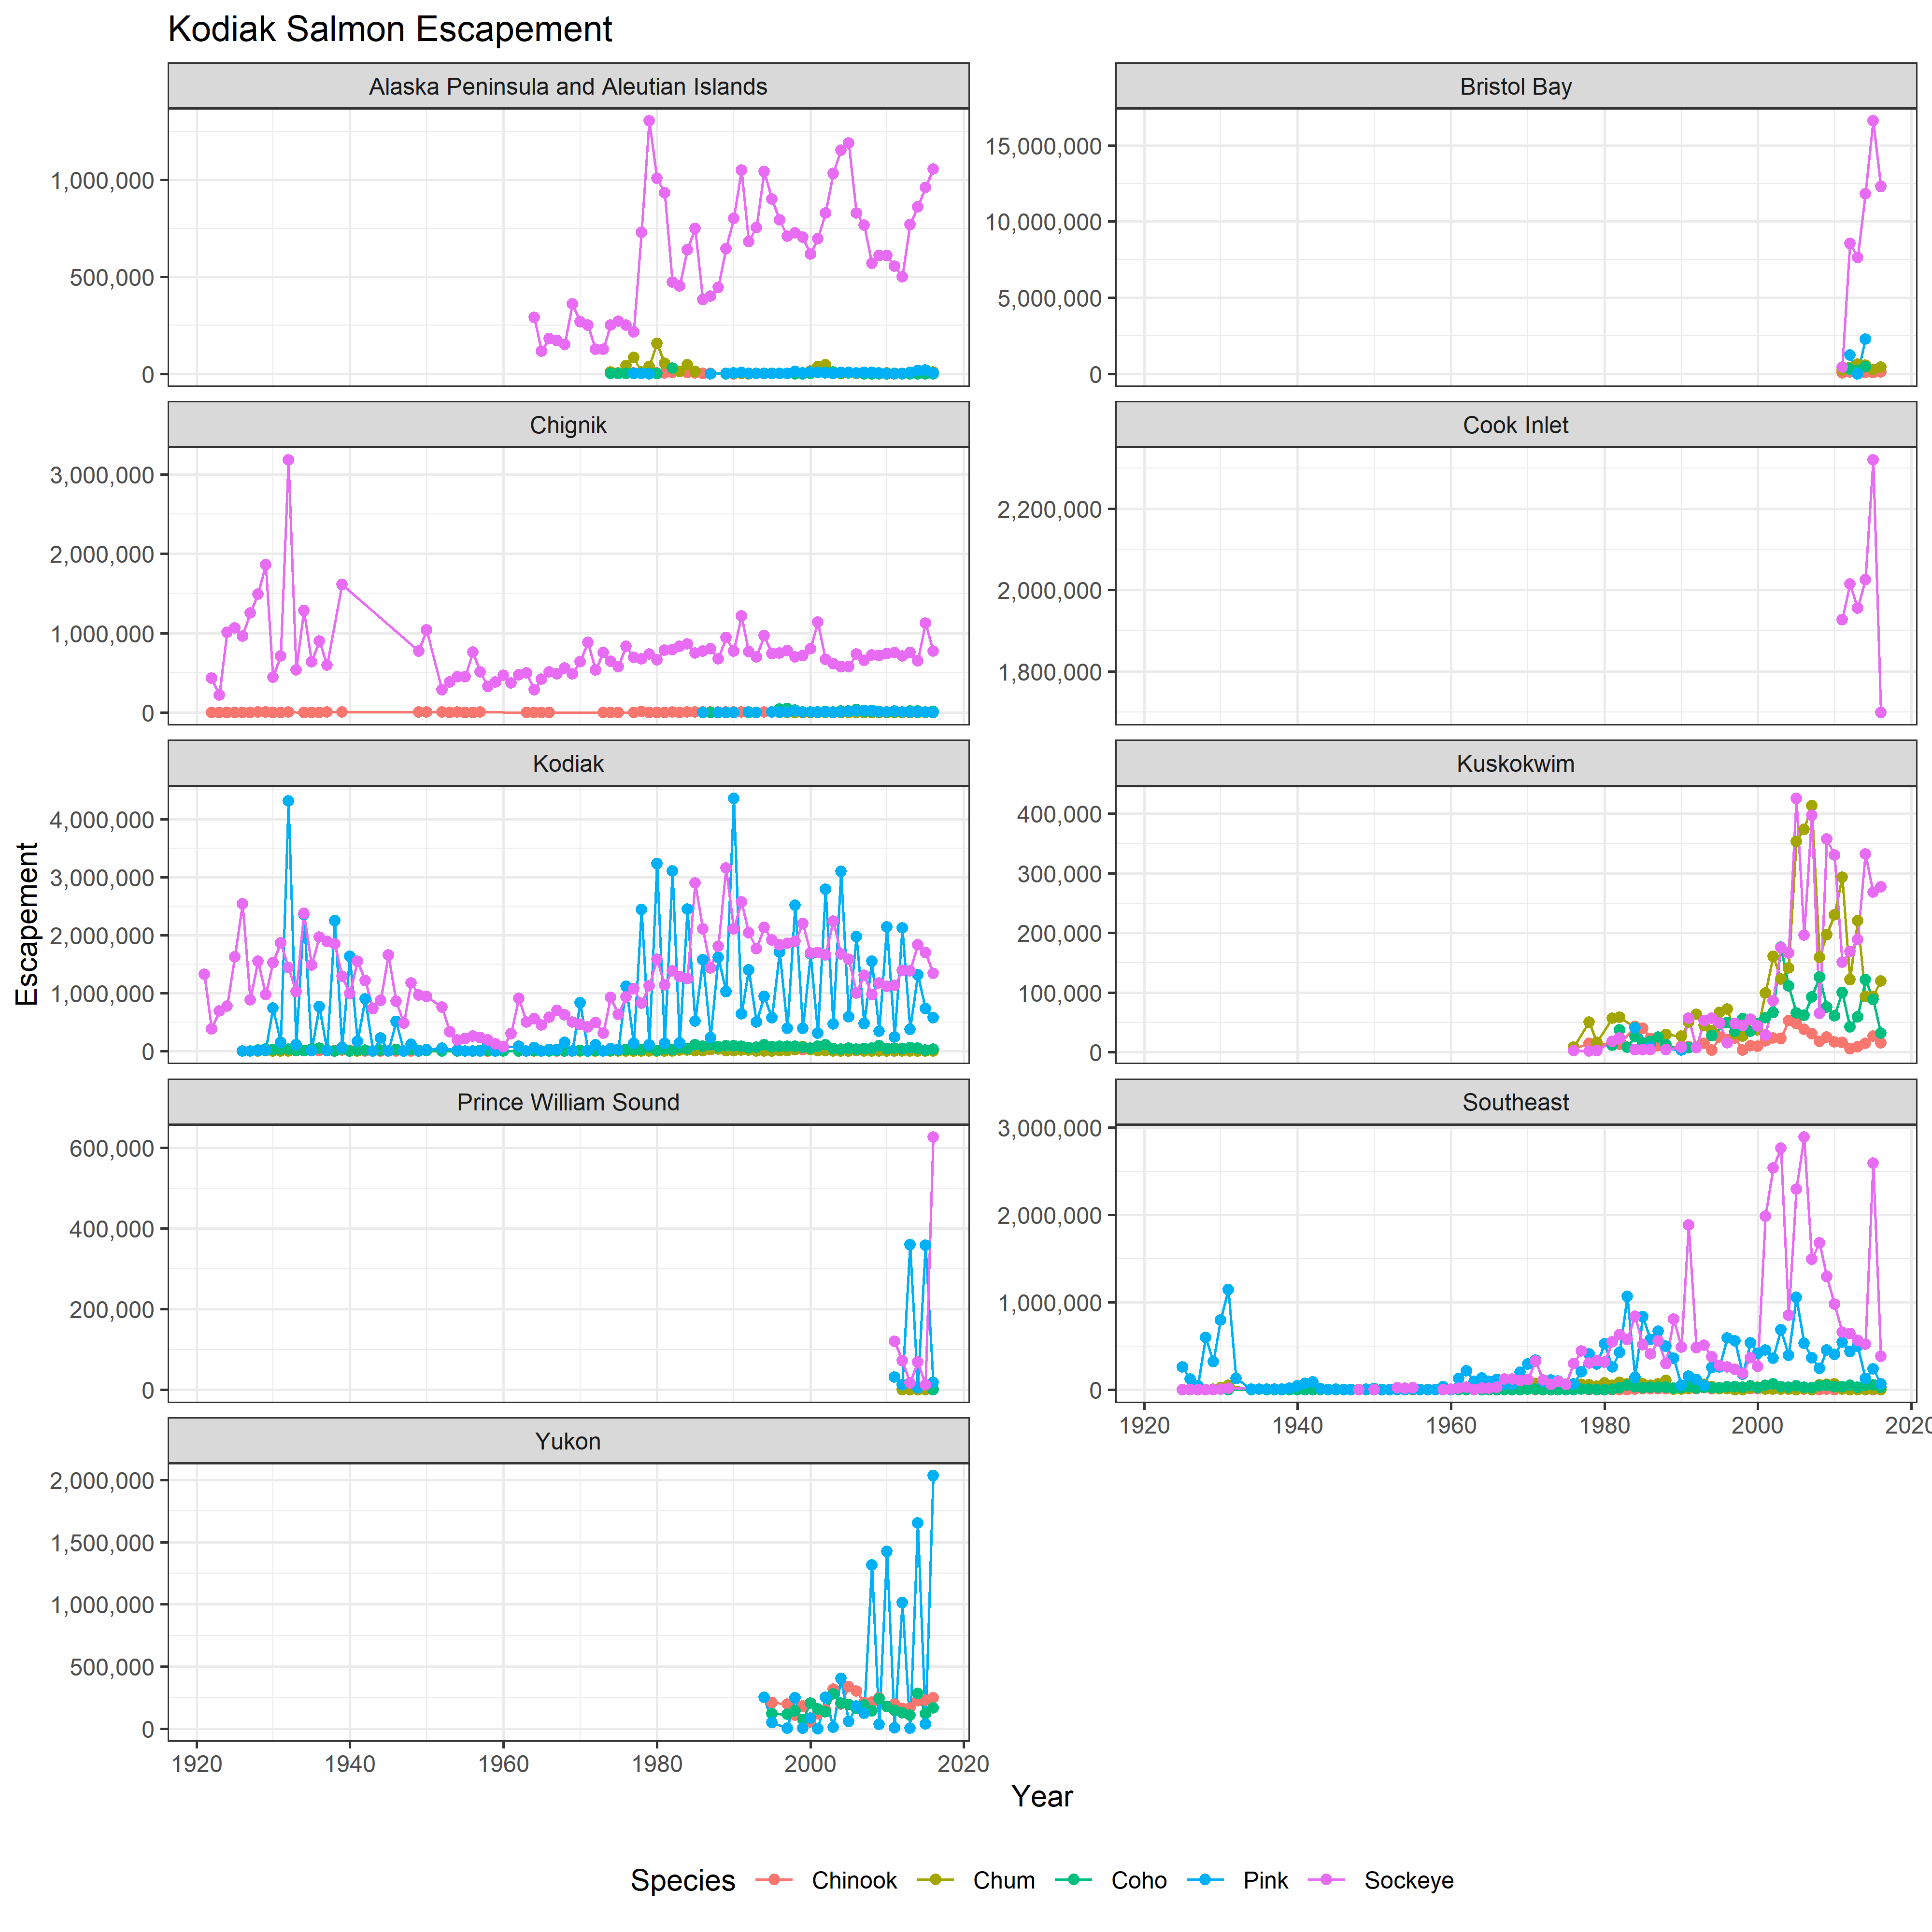 Kodiak Salmon Escapement
Alaska Peninsula and Aleutian Islands
1,000,000
500,000
0
Bristol Bay
15,000,000
10,000,000
5,000,000
0
Chignik
3,000,000
2,000,000
1,000,000
0
Cook Inlet
2,200,000
2,000,000
1,800,000
Kodiak
4,000,000
3,000,000
2,000,000
1,000,000
0
Kuskokwim
400,000
300,000
200,000
100,000
0
Escapement
Prince William Sound
600,000
400,000
200,000
0
Southeast
3,000,000
2,000,000
1,000,000
0
1920 1940 1960 1980 2000 2020
Yukon
2,000,000
1,500,000
1,000,000
500,000
0
1920 1940 1960 1980 2000 2020
Year
Species Chinook Chum Coho Pink Sockeye